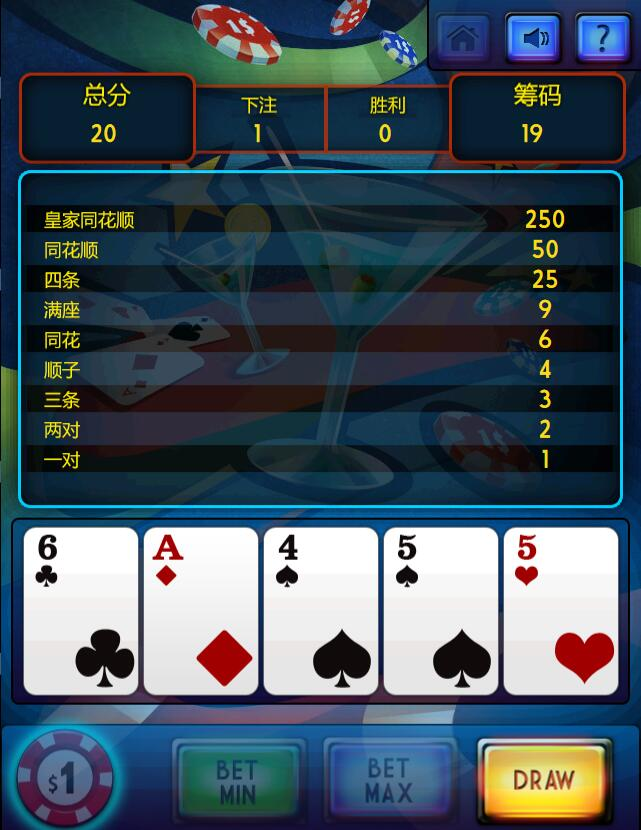 ?
总分 下注 胜利 筹码
20 1 0 19
皇家同花顺 250
同花顺 50
四条 25
满座 9
同花 6
顺子 4
三条 3
两对 2
一对 1
6 A 4 5 5
$1 BET MIN BET MAX DRAW